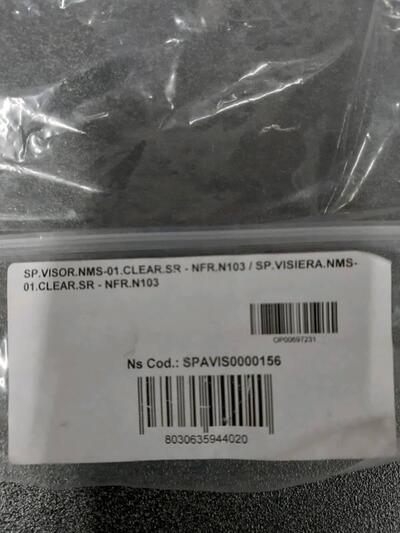 SP.VISOR.NMS-01.CLEAR.SR - NFR.N103 / SP.VISIERA.NMS-
01.CLEAR.SR - NFR.N103
OP00697231
Ns Cod.: SPAVIS0000156
8030635944020